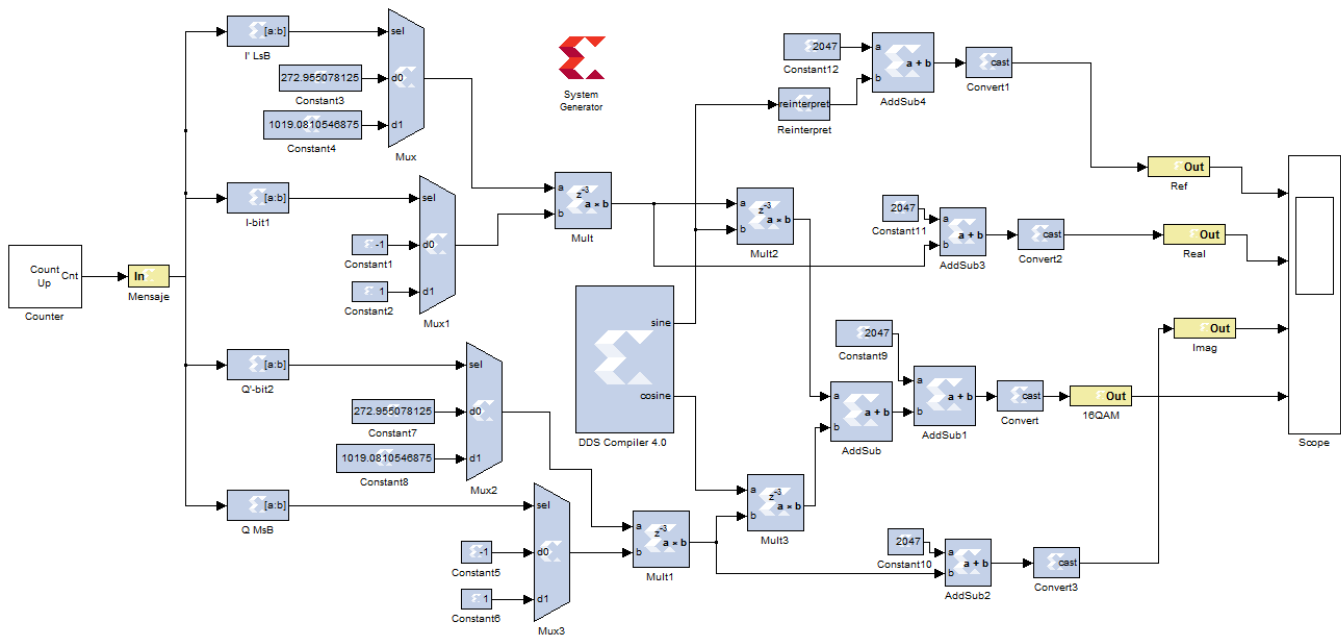 [a:b]
I' LsB
sel
272.955078125
Constant3
d0
1019.0810546875
Constant4
d1
Mux
System
Generator
2047
Constant12
a
b
a + b
AddSub4
cast
Convert1
reinterpret
Reinterpret
Out
Ref
[a:b]
I-bit1
sel
-1
Constant1
d0
1
Constant2
d1
Mux1
a
b
z-3
a * b
Mult
a
b
z-3
a * b
Mult2
2047
Constant11
a
b
a + b
AddSub3
cast
Convert2
Out
Real
Count
Up
Cnt
Counter
In
Mensaje
sine
cosine
DDS Compiler 4.0
Out
Imag
[a:b]
Q'-bit2
sel
272.955078125
Constant7
d0
1019.0810546875
Constant8
d1
Mux2
2047
Constant9
a
b
a + b
AddSub
a
b
a + b
AddSub1
cast
Convert
Out
16QAM
Scope
[a:b]
Q MsB
sel
-1
Constant5
d0
1
Constant6
d1
Mux3
a
b
z-3
a * b
Mult1
a
b
z-3
a * b
Mult3
2047
Constant10
a
b
a + b
AddSub2
cast
Convert3